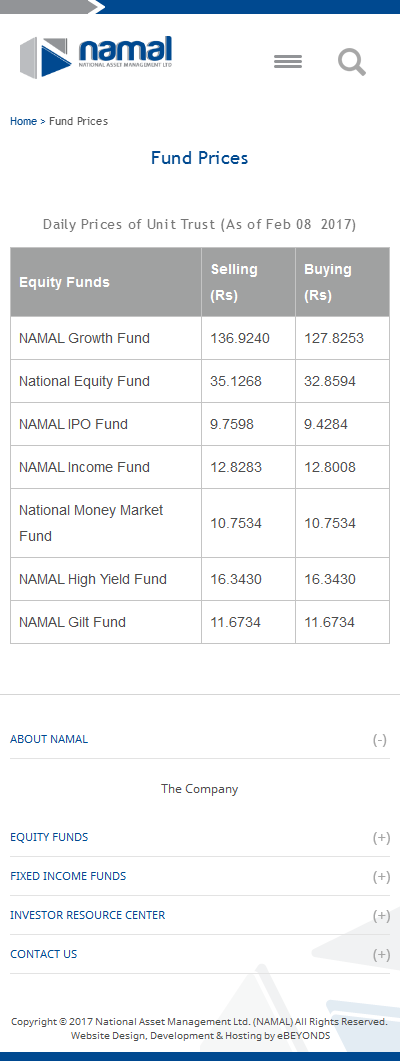 namal
NATIONAL ASSET MANAGEMENT LTD
Home > Fund Prices
Fund Prices
Daily Prices of Unit Trust (As of Feb 08 2017)
Equity Funds Selling (Rs) Buying (Rs)
NAMAL Growth Fund 136.9240 127.8253
National Equity Fund 35.1268 32.8594
NAMAL IPO Fund 9.7598 9.4284
NAMAL Income Fund 12.8283 12.8008
National Money Market Fund 10.7534 10.7534
NAMAL High Yield Fund 16.3430 16.3430
NAMAL Gilt Fund 11.6734 11.6734
ABOUT NAMAL (-)
The Company
EQUITY FUNDS (+)
FIXED INCOME FUNDS (+)
INVESTOR RESOURCE CENTER (+)
CONTACT US (+)
Copyright © 2017 National Asset Management Ltd. (NAMAL) All Rights Reserved.
Website Design, Development & Hosting by eBEYONDS